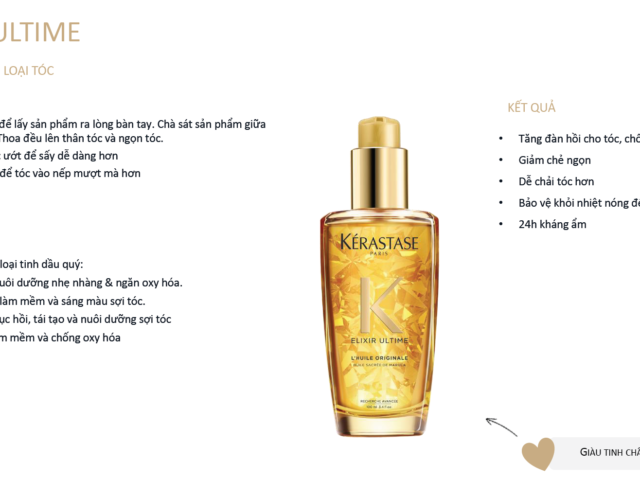 ULTIME
LOẠI TÓC
để lấy sản phẩm ra lòng bàn tay. Chà sát sản phẩm giữa
Thoa đều lên thân tóc và ngọn tóc.
ướt để sấy dễ dàng hơn
để tóc vào nếp mượt mà hơn
loại tinh dầu quý:
uôi dưỡng nhẹ nhàng & ngăn oxy hóa.
làm mềm và sáng màu sợi tóc.
ục hồi, tái tạo và nuôi dưỡng sợi tóc
m mềm và chống oxy hóa
KÉRASTASE
PARIS
K
ELIXIR ULTIME
L'HUILE ORIGINALE
KẾT QUẢ
• Tăng đàn hồi cho tóc, chố
• Giảm chẻ ngọn
• Dễ chải tóc hơn
• Bảo vệ khỏi nhiệt nóng đế
• 24h kháng ẩm
GIÀU TINH CHẤ